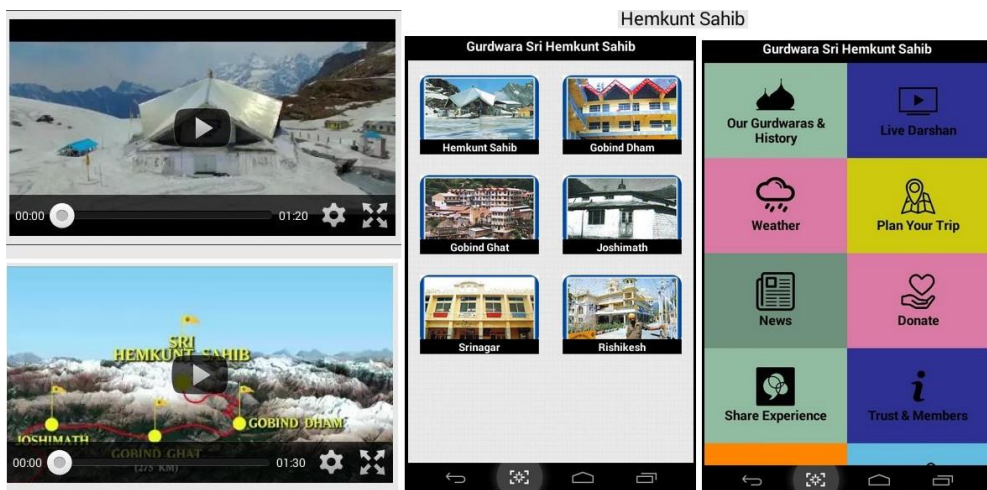 Hemkunt Sahib
00:00
01:20
SRI
HEMKUNT SAHIB
GOBIND DHAM
JOSHIMATH
GOBIND GHAT
(275 KM)
00:00
01:30
Gurdwara Sri Hemkunt Sahib
Hemkunt Sahib
Gobind Dham
Gobind Ghat
Joshimath
Srinagar
Rishikesh
Gurdwara Sri Hemkunt Sahib
Our Gurdwaras &
History
Live Darshan
Weather
Plan Your Trip
News
Donate
Share Experience
Trust & Members